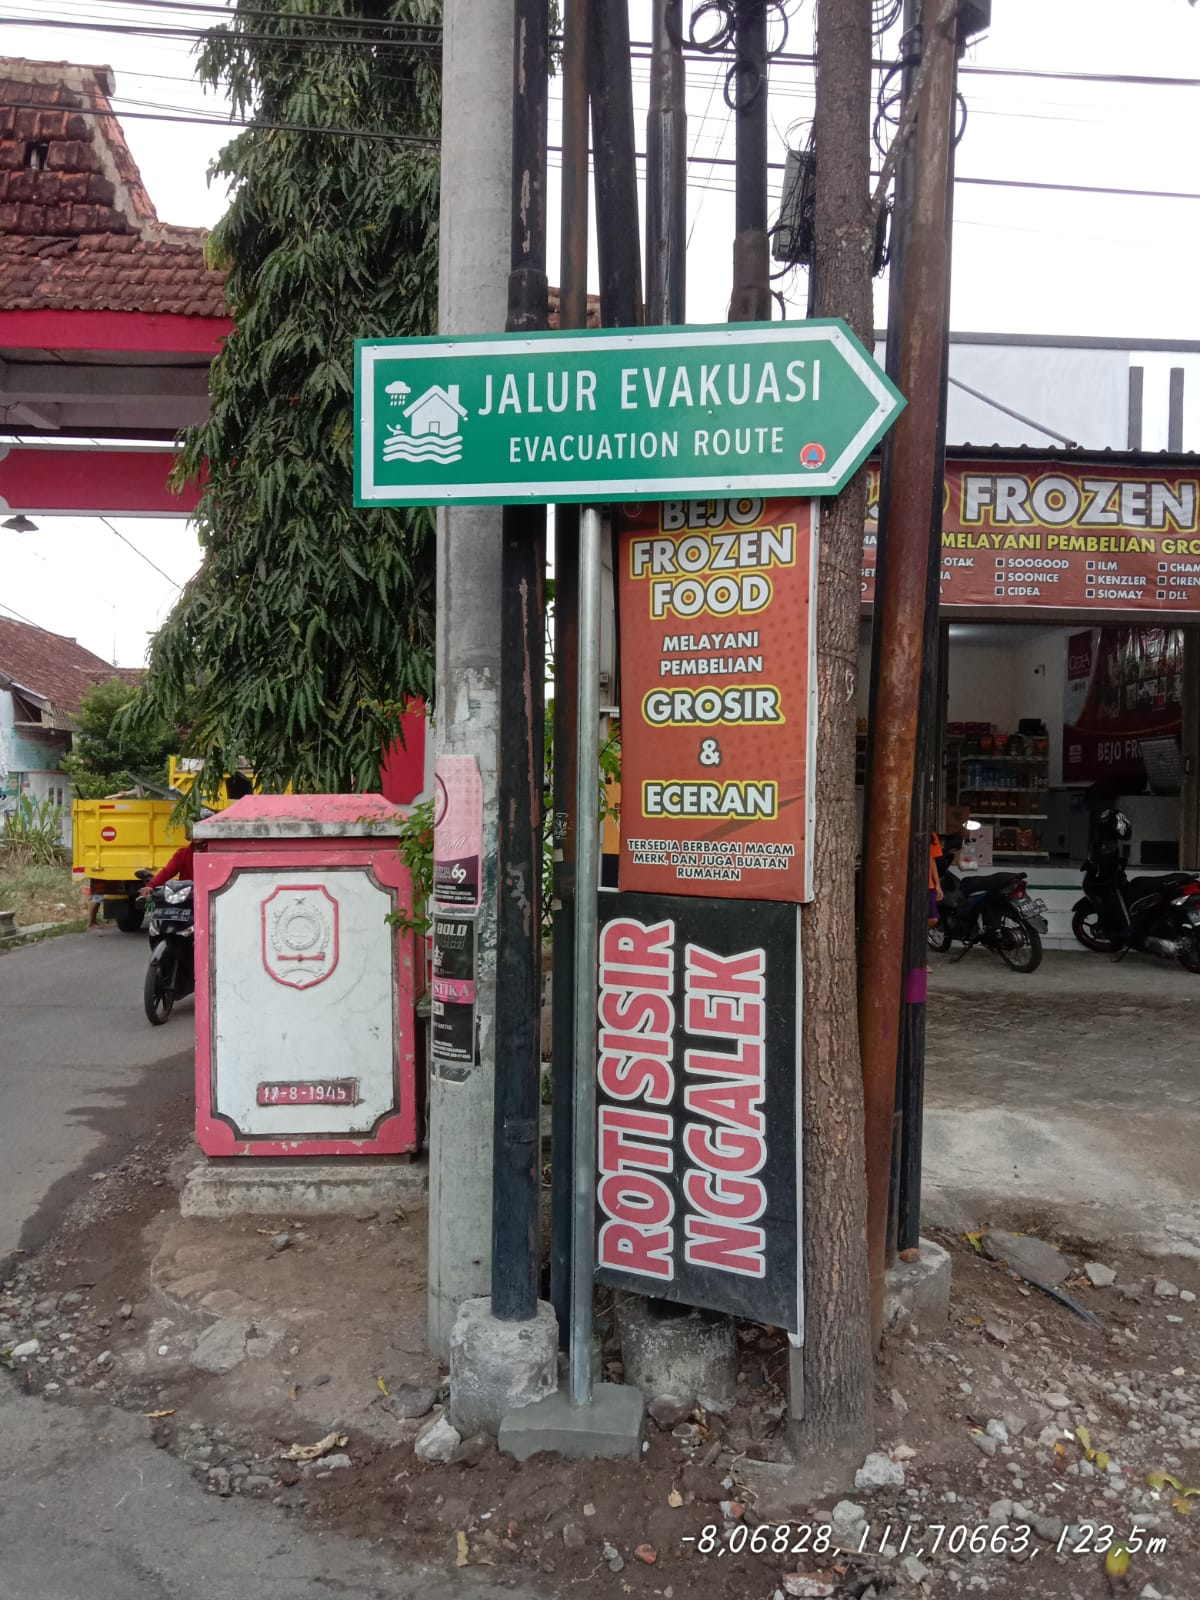 JALUR EVAKUASI
EVACUATION ROUTE
BEJO
FROZEN
FOOD
MELAYANI
PEMBELIAN
GROSIR
&
ECERAN
TERSEDIA BERBAGAI MACAM
MERK, DAN JUGA BUATAN
RUMAHAN
ROTI SISIR
NGGALEK
FROZEN
MELAYANI PEMBELIAN
SOOGOOD
SOONICE
CIDEA
ILM
KENZLER
SIOMAY
DLL
CEDEA
17-8-1945
69
BOLD
-8,06828, 111,70663, 123,5m